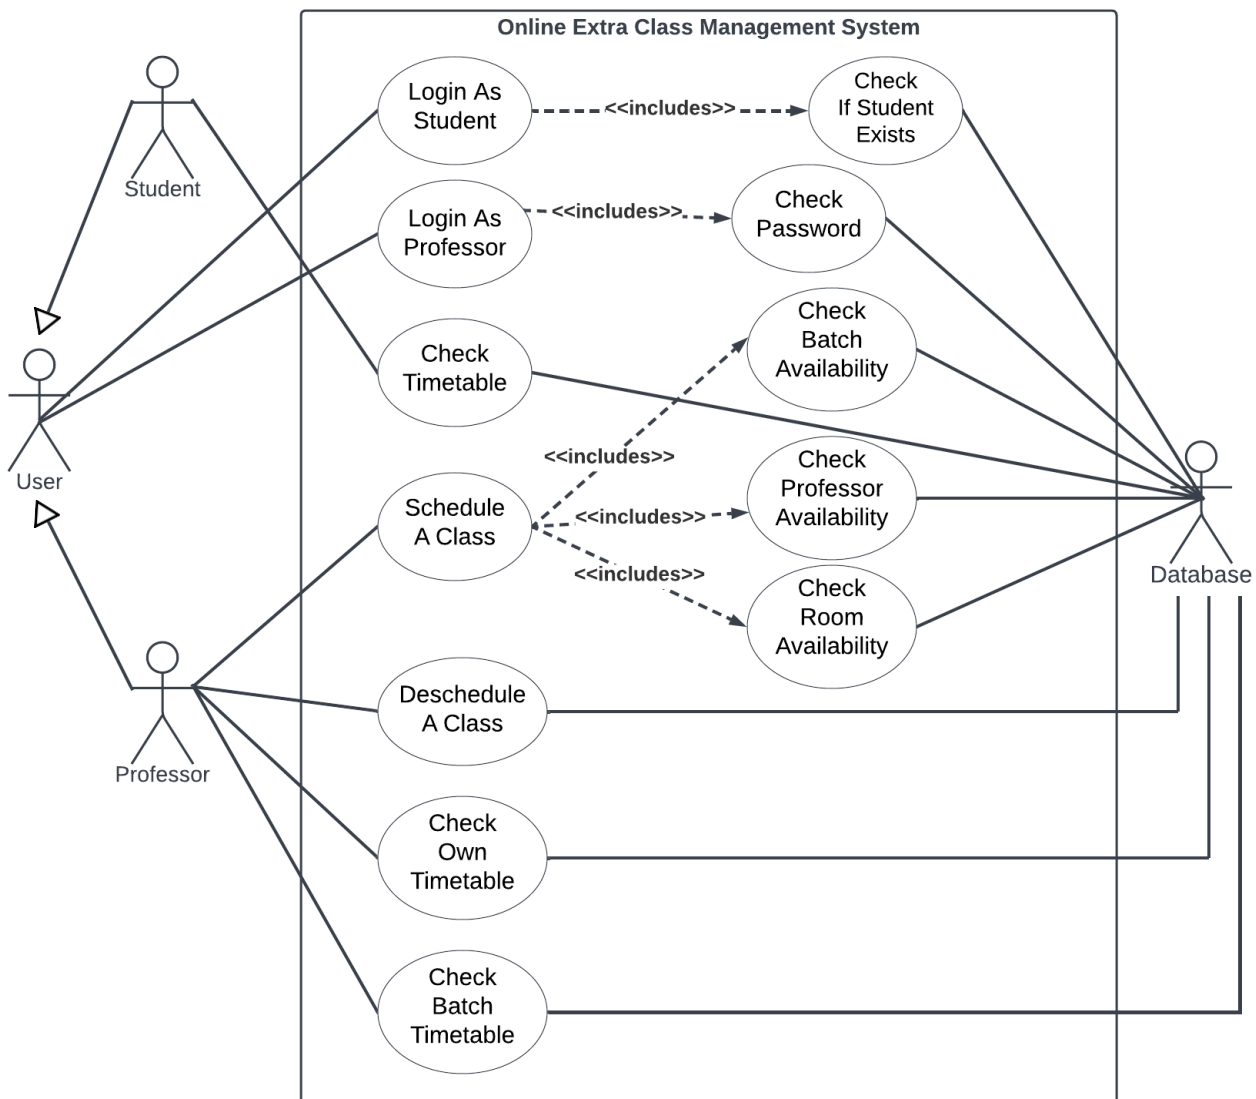 Online Extra Class Management System
Student
Login As
Student
<<includes>>
Check
If Student
Exists
Login As
Professor
<<includes>>
Check
Password
Check
Timetable
Check
Batch
Availability
User
Schedule
A Class
<<includes>>
<<includes>>
<<includes>>
Check
Professor
Availability
Check
Room
Availability
Database
Professor
Deschedule
A Class
Check
Own
Timetable
Check
Batch
Timetable